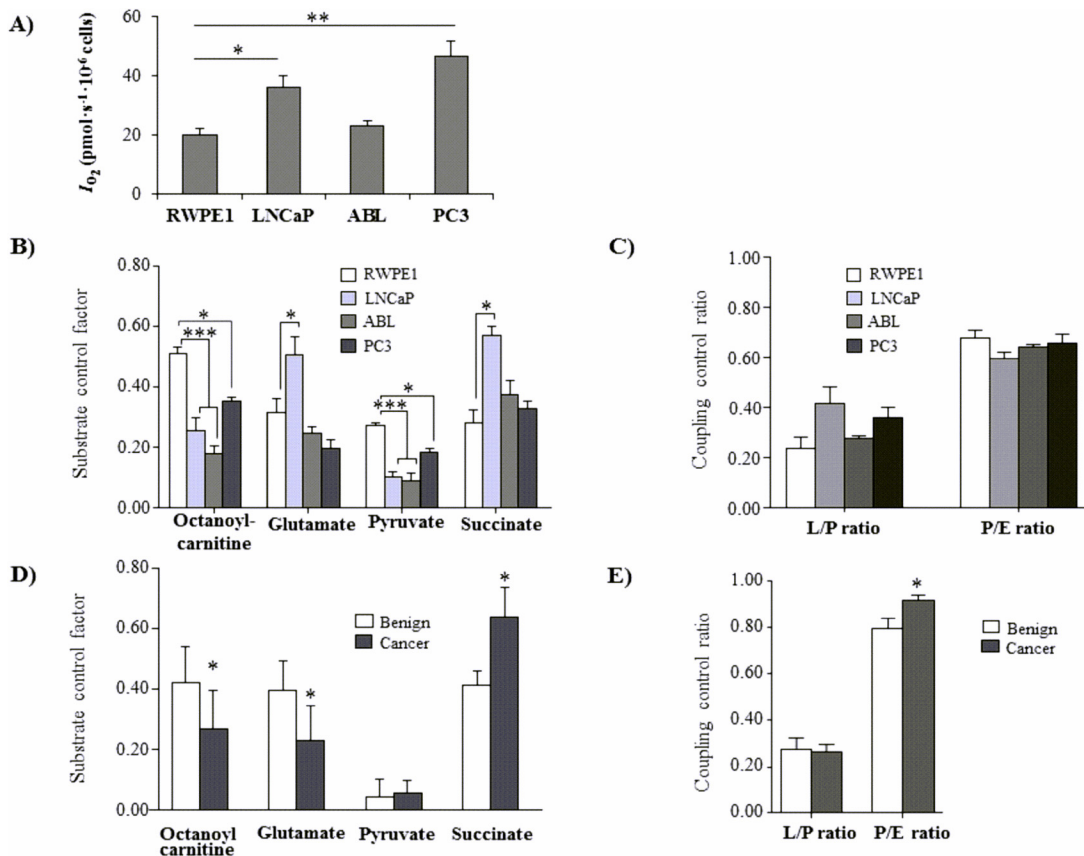 A)
I O₂ (pmol·s⁻¹·10⁻⁶ cells)
60
40
20
0
*
**
RWPE1 LNCaP ABL PC3
B)
Substrate control factor
0.80
0.60
0.40
0.20
0.00
RWPE1
LNCaP
ABL
PC3
*
***
*
*
***
*
Octanoyl-
carnitine
Glutamate Pyruvate Succinate
C)
Coupling control ratio
1.00
0.80
0.60
0.40
0.20
0.00
RWPE1
LNCaP
ABL
PC3
L/P ratio P/E ratio
D)
Substrate control factor
0.80
0.60
0.40
0.20
0.00
Benign
Cancer
*
*
*
Octanoyl
carnitine
Glutamate Pyruvate Succinate
E)
Coupling control ratio
1.00
0.80
0.60
0.40
0.20
0.00
*
Benign
Cancer
L/P ratio P/E ratio